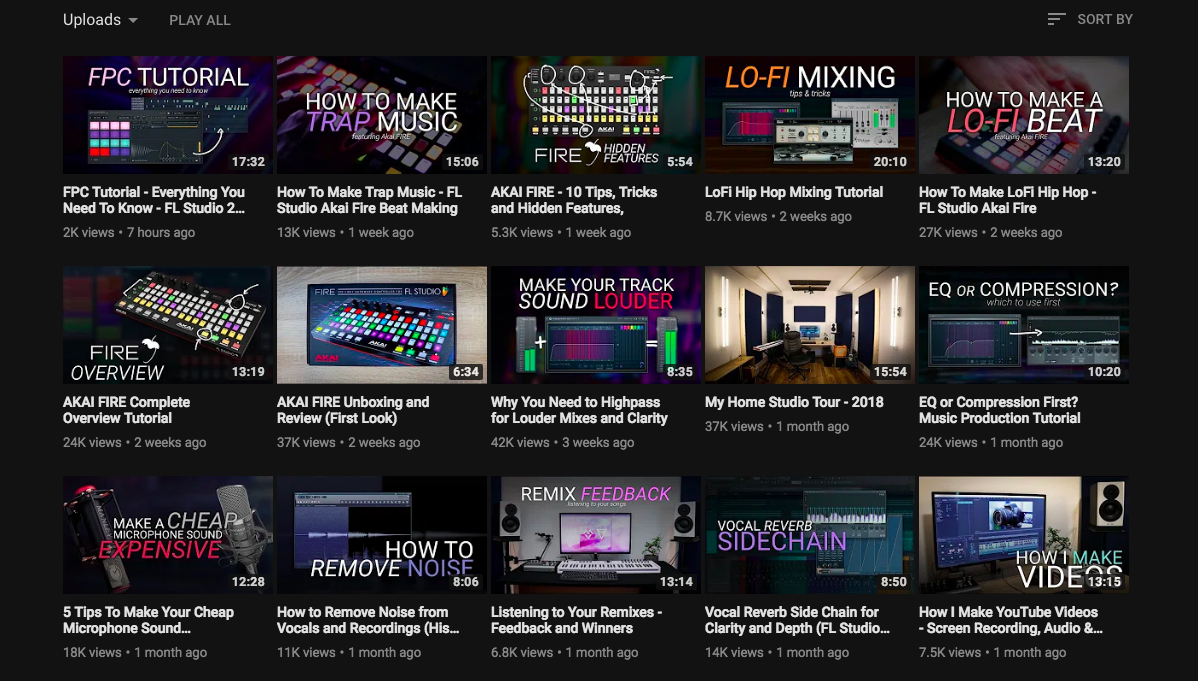 Uploads
PLAY ALL
SORT BY
FPC TUTORIAL
everything you need to know
17:32
HOW TO MAKE
TRAP MUSIC
featuring Akai FIRE
15:06
FIRE
AKAI
FIRE HIDDEN
FEATURES
5:54
LO-FI MIXING
tips & tricks
20:10
HOW TO MAKE A
LO-FI BEAT
featuring Akai FIRE
13:20
FPC Tutorial - Everything You
Need To Know - FL Studio 2...
2K views • 7 hours ago
How To Make Trap Music - FL
Studio Akai Fire Beat Making
13K views • 1 week ago
AKAI FIRE - 10 Tips, Tricks
and Hidden Features,
5.3K views • 1 week ago
LoFi Hip Hop Mixing Tutorial
8.7K views • 2 weeks ago
How To Make LoFi Hip Hop -
FL Studio Akai Fire
27K views • 2 weeks ago
AKAI
FIRE
OVERVIEW
13:19
FIRE
FL STUDIO
AKAI
6:34
MAKE YOUR TRACK
SOUND LOUDER
+ =
8:35
15:54
EQ OR COMPRESSION?
which to use first
10:20
AKAI FIRE Complete
Overview Tutorial
24K views • 2 weeks ago
AKAI FIRE Unboxing and
Review (First Look)
37K views • 2 weeks ago
Why You Need to Highpass
for Louder Mixes and Clarity
42K views • 3 weeks ago
My Home Studio Tour - 2018
37K views • 1 month ago
EQ or Compression First?
Music Production Tutorial
24K views • 1 month ago
MAKE A CHEAP
MICROPHONE SOUND
EXPENSIVE
12:28
HOW TO
REMOVE NOISE
8:06
REMIX FEEDBACK
listening to your songs
13:14
VOCAL REVERB
SIDECHAIN
8:50
HOW I MAKE
VIDEOS
13:15
5 Tips To Make Your Cheap
Microphone Sound...
18K views • 1 month ago
How to Remove Noise from
Vocals and Recordings (His...
11K views • 1 month ago
Listening to Your Remixes -
Feedback and Winners
6.8K views • 1 month ago
Vocal Reverb Side Chain for
Clarity and Depth (FL Studio...
14K views • 1 month ago
How I Make YouTube Videos
- Screen Recording, Audio &...
7.5K views • 1 month ago